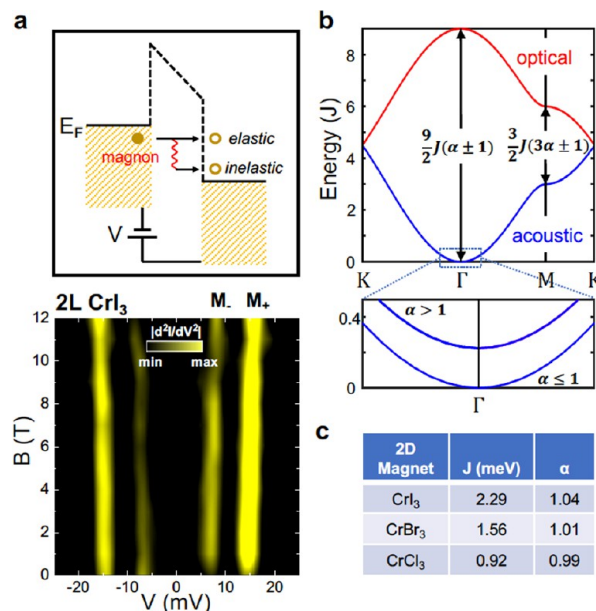 a
E_F
magnon
elastic
inelastic
V
2L CrI₃
M₋ M₊
|d²I/dV²|
min max
B (T)
12
10
8
6
4
2
0
-20 0 20
V (mV)
b
Energy (J)
8
6
4
2
0
optical
9/2 J(α ± 1)
3/2 J(3α ± 1)
acoustic
K Γ M K
0.4
0
α > 1
α ≤ 1
Γ
c
2D Magnet J (meV) α
CrI₃ 2.29 1.04
CrBr₃ 1.56 1.01
CrCl₃ 0.92 0.99